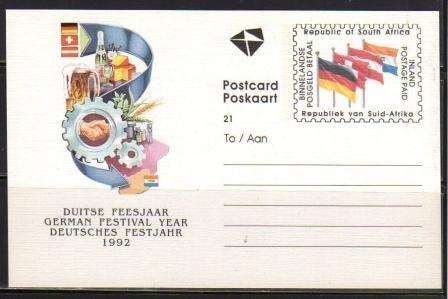 Republic of South Africa
BINNELANDSE
POSGELD BETAAL
INLAND
POSTAGE PAID
Republiek van Suid-Afrika
Postcard
Poskaart
21
To / Aan
DUITSE FEESJAAR
GERMAN FESTIVAL YEAR
DEUTSCHES FESTJAHR
1992